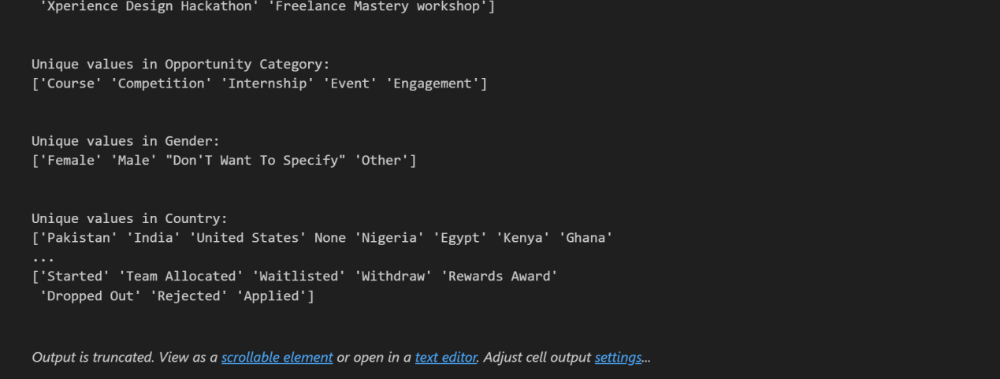 'Xperience Design Hackathon' 'Freelance Mastery workshop']
Unique values in Opportunity Category:
['Course' 'Competition' 'Internship' 'Event' 'Engagement']
Unique values in Gender:
['Female' 'Male' "Don'T Want To Specify" 'Other']
Unique values in Country:
['Pakistan' 'India' 'United States' None 'Nigeria' 'Egypt' 'Kenya' 'Ghana'
...
['Started' 'Team Allocated' 'Waitlisted' 'Withdraw' 'Rewards Award'
'Dropped Out' 'Rejected' 'Applied']
Output is truncated. View as a scrollable element or open in a text editor. Adjust cell output settings...